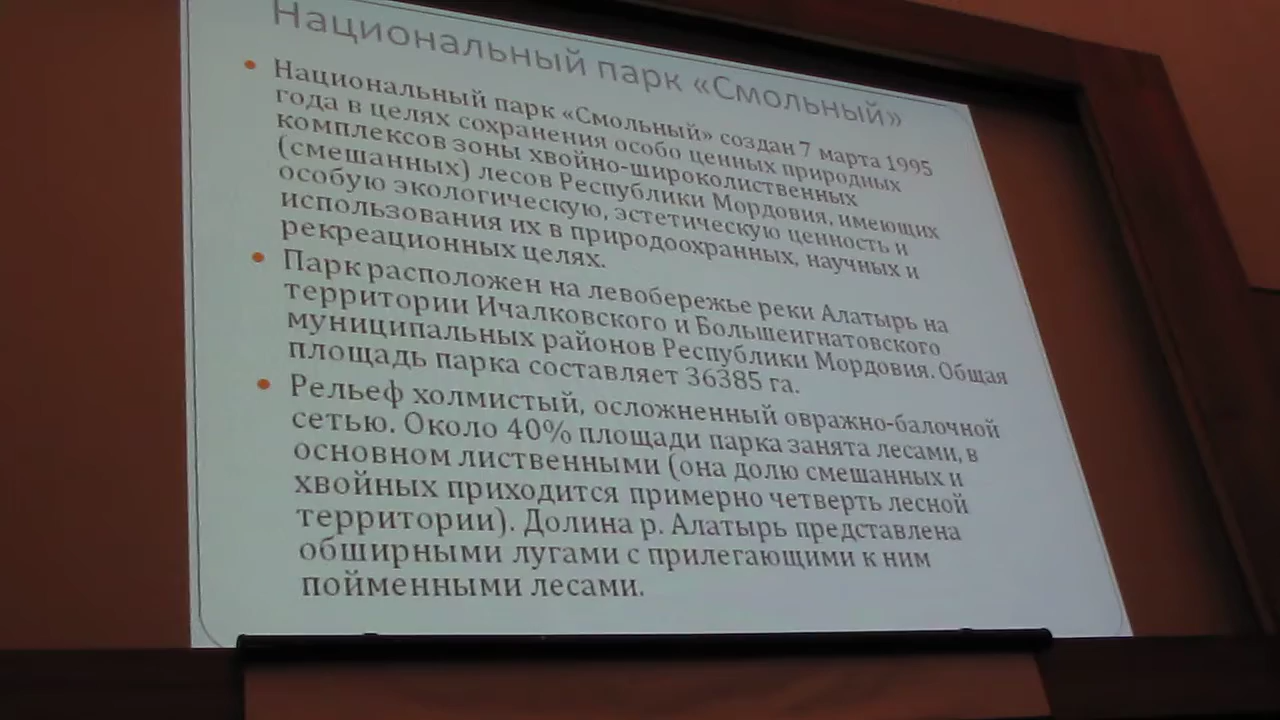 Национальный парк «Смольный»
Национальный парк «Смольный» создан 7 марта 1995
года в целях сохранения особо ценных природных
комплексов зоны хвойно-широколиственных
(смешанных) лесов Республики Мордовия, имеющих
особую экологическую, эстетическую ценность и
использования их в природоохранных, научных и
рекреационных целях.
Парк расположен на левобережье реки Алатырь на
территории Ичалковского и Большеигнатовского
муниципальных районов Республики Мордовия. Общая
площадь парка составляет 36385 га.
Рельеф холмистый, осложненный овражно-балочной
сетью. Около 40% площади парка занята лесами, в
основном лиственными (она долю смешанных и
хвойных приходится примерно четверть лесной
территории). Долина р. Алатырь представлена
обширными лугами с прилегающими к ним
пойменными лесами.